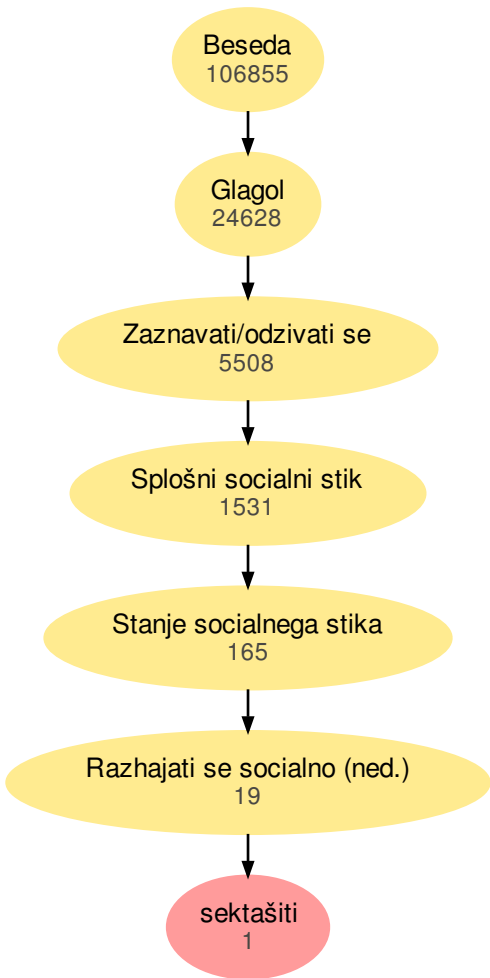 Beseda
106855
Glagol
24628
Zaznavati/odzivati se
5508
Splošni socialni stik
1531
Stanje socialnega stika
165
Razhajati se socialno (ned.)
19
sektašiti
1